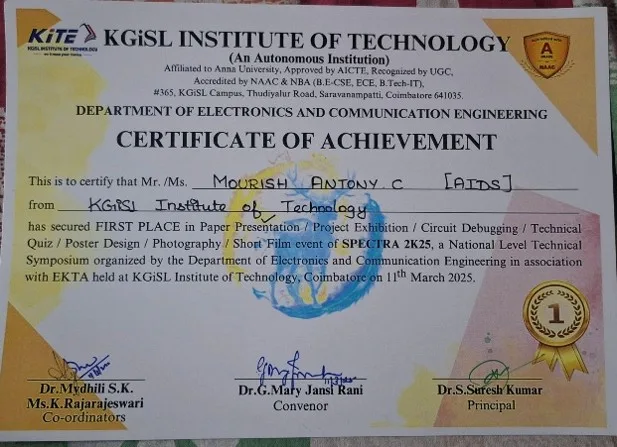 KiTE
KGiSL INSTITUTE OF TECHNOLOGY
KGiSL INSTITUTE OF TECHNOLOGY
(An Autonomous Institution)
Affiliated to Anna University, Approved by AICTE, Recognized by UGC,
Accredited by NAAC & NBA (B.E-CSE, ECE, B.Tech-IT),
#365, KGiSL Campus, Thudiyalur Road, Saravanampatti, Coimbatore 641035.
A
NAAC
DEPARTMENT OF ELECTRONICS AND COMMUNICATION ENGINEERING
CERTIFICATE OF ACHIEVEMENT
This is to certify that Mr. /Ms. MOURISH ANTONY. C [AIDS]
from KGiSL Institute of Technology
has secured FIRST PLACE in Paper Presentation / Project Exhibition / Circuit Debugging / Technical
Quiz / Poster Design / Photography / Short Film event of SPECTRA 2K25, a National Level Technical
Symposium organized by the Department of Electronics and Communication Engineering in association
with EKTA held at KGiSL Institute of Technology, Coimbatore on 11th March 2025.
1
Dr.Mydhili S.K.
Ms.K.Rajarajeswari
Co-ordinators
Dr.G.Mary Jansi Rani
Convenor
Dr.S.Suresh Kumar
Principal